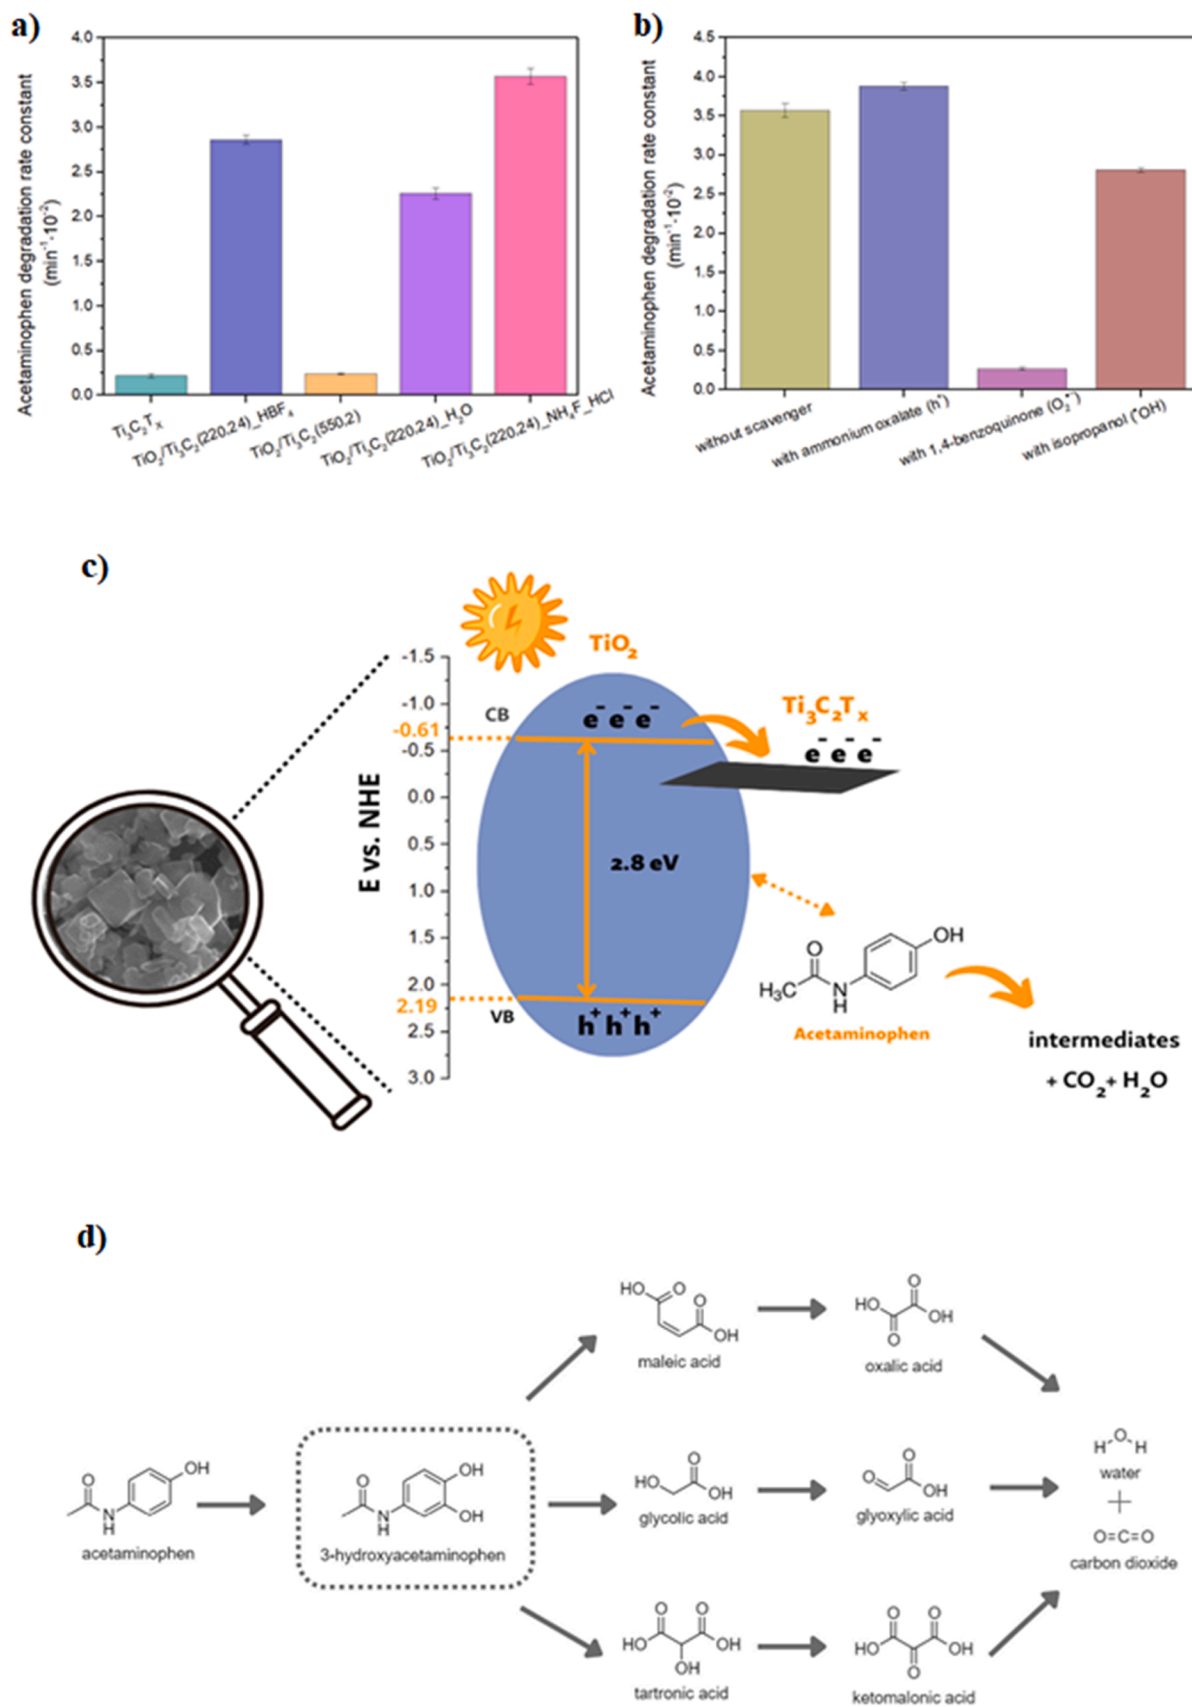 a)
Acetaminophen degradation rate constant
(min⁻¹·10⁻²)
4.0
3.5
3.0
2.5
2.0
1.5
1.0
0.5
0.0
Ti₃C₂Tₓ
TiO₂/Ti₃C₂(220,24)_HBF₄
TiO₂/Ti₃C₂(550,2)
TiO₂/Ti₃C₂(220,24)_H₂O
TiO₂/Ti₃C₂(220,24)_NH₄F_HCl
b)
Acetaminophen degradation rate constant
(min⁻¹·10⁻²)
4.5
4.0
3.5
3.0
2.5
2.0
1.5
1.0
0.5
0.0
without scavenger
with ammonium oxalate (h⁺)
with 1,4-benzoquinone (O₂•⁻)
with isopropanol (•OH)
c)
E vs. NHE
-1.5
-1.0
-0.61
-0.5
0.0
0.5
1.0
1.5
2.0
2.19
2.5
3.0
TiO₂
CB
e⁻ e⁻ e⁻
Ti₃C₂Tₓ
e⁻ e⁻ e⁻
2.8 eV
VB
h⁺ h⁺ h⁺
O
OH
H₃C
N
H
Acetaminophen
intermediates
+ CO₂ + H₂O
d)
O
OH
N
H
acetaminophen
O
OH
N
H
OH
3-hydroxyacetaminophen
HO
O
O
OH
maleic acid
O
HO
OH
O
oxalic acid
O
HO
OH
glycolic acid
O
O
OH
glyoxylic acid
O
O
HO
OH
OH
tartronic acid
O
O
HO
OH
O
ketomalonic acid
H O H
water
+
O=C=O
carbon dioxide